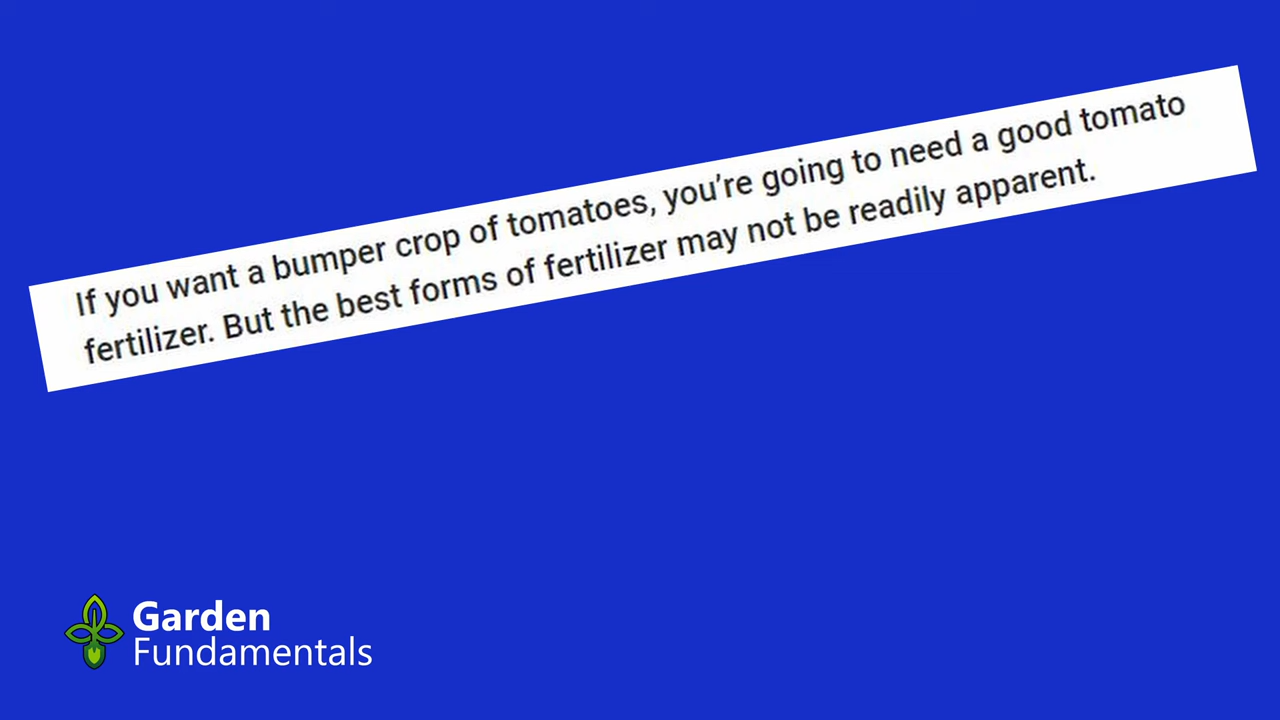 If you want a bumper crop of tomatoes, you’re going to need a good tomato
fertilizer. But the best forms of fertilizer may not be readily apparent.
Garden
Fundamentals